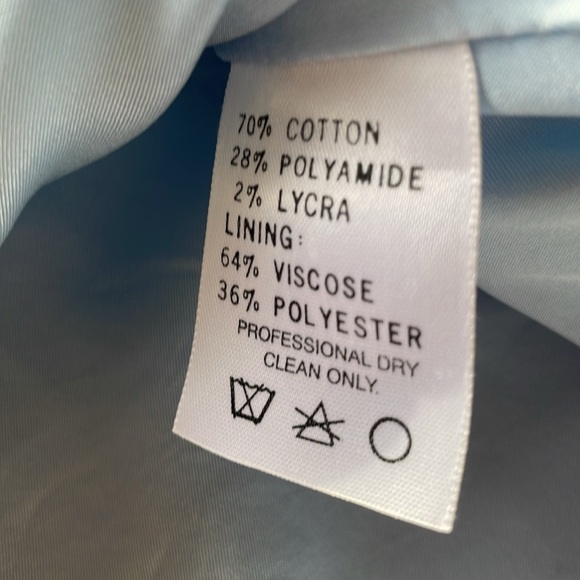 70% COTTON
28% POLYAMIDE
2% LYCRA
LINING:
64% VISCOSE
36% POLYESTER
PROFESSIONAL DRY
CLEAN ONLY.